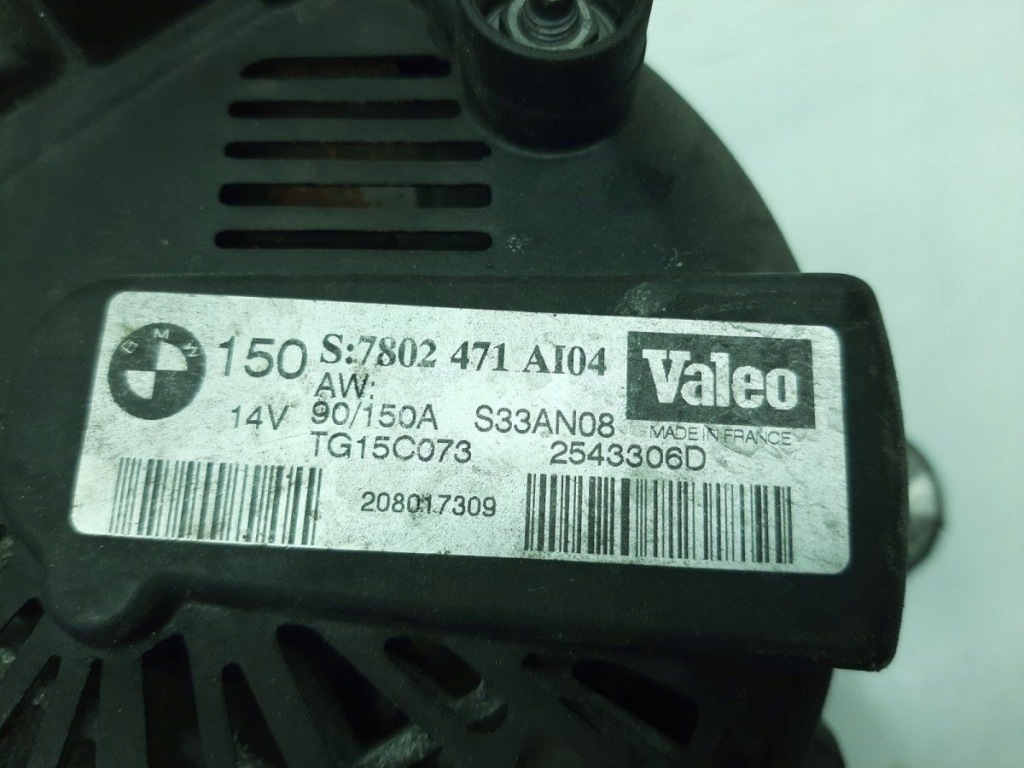 BMW
150 S:7802 471 AI04
AW:
14V 90/150A S33AN08
TG15C073 2543306D
208017309
Valeo
MADE IN FRANCE